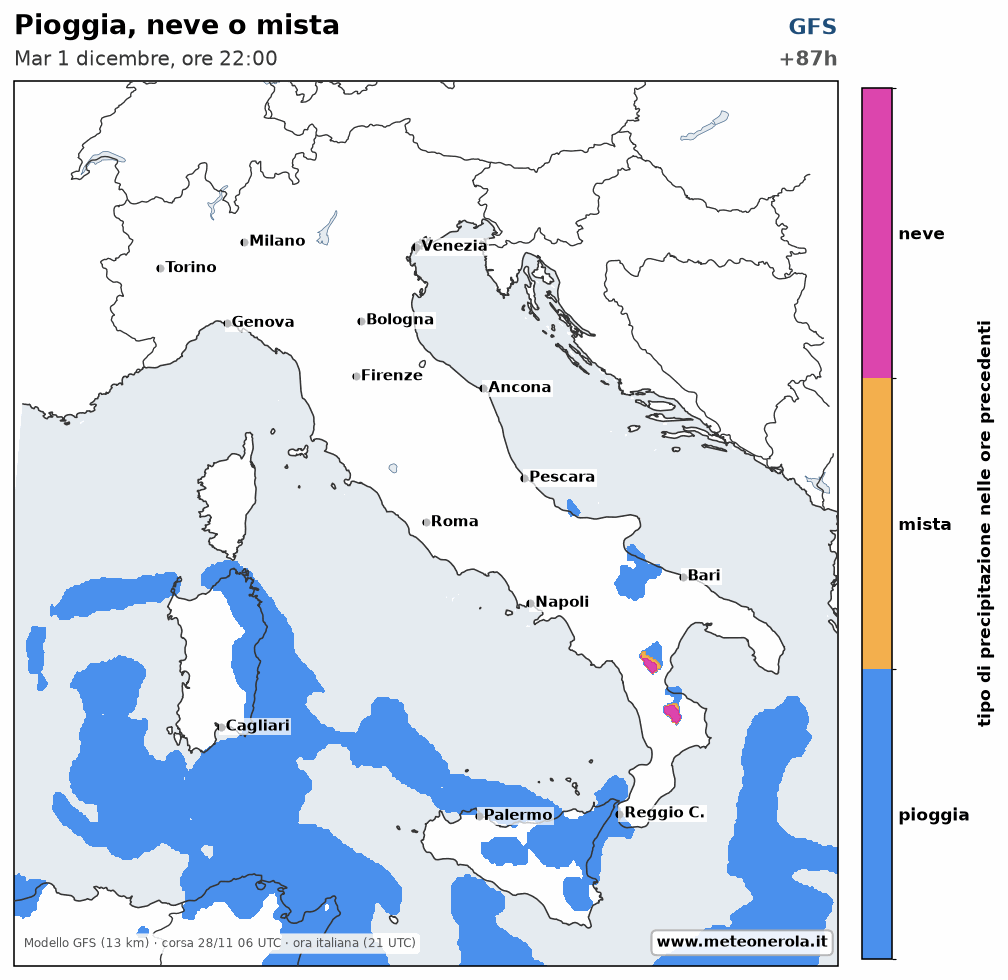 Pioggia, neve o mista
GFS
Mar 1 dicembre, ore 22:00
+87h
neve
mista
pioggia
tipo di precipitazione nelle ore precedenti
Milano
Venezia
Torino
Genova
Bologna
Firenze
Ancona
Pescara
Roma
Bari
Napoli
Cagliari
Palermo
Reggio C.
Modello GFS (13 km) · corsa 28/11 06 UTC · ora italiana (21 UTC)
www.meteonerola.it